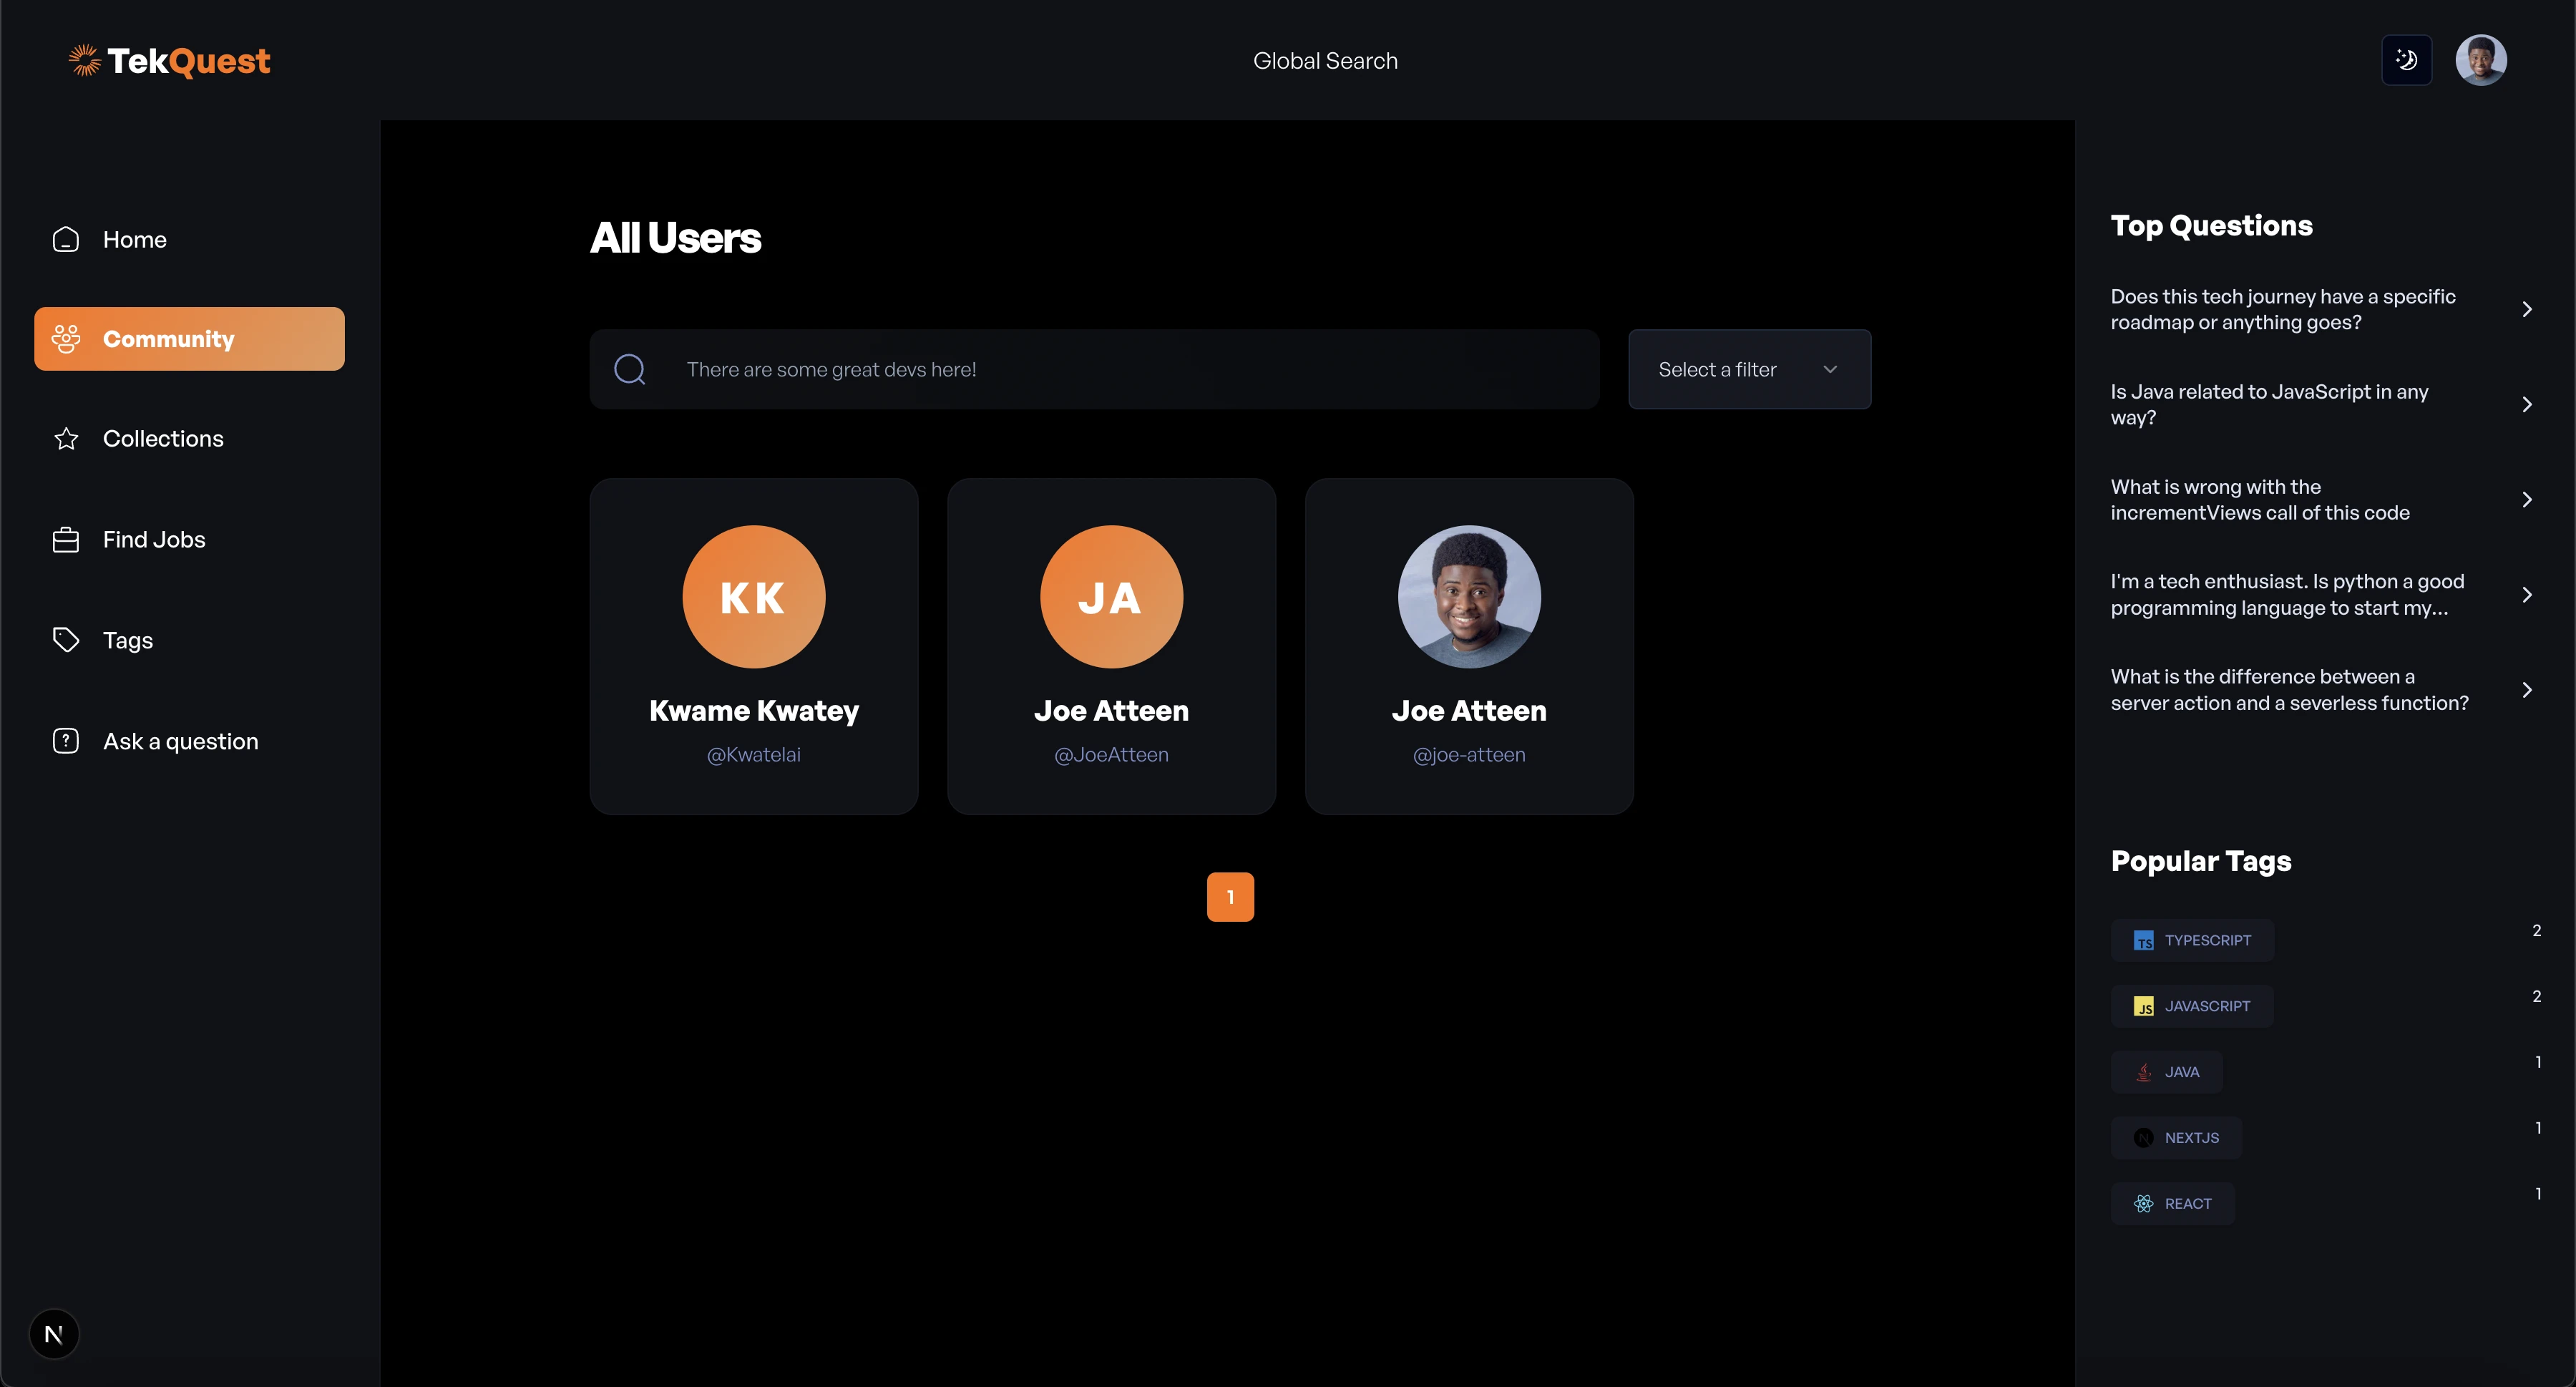 TekQuest
Global Search
Home
Community
Collections
Find Jobs
Tags
Ask a question
N
All Users
There are some great devs here!
Select a filter
KK
Kwame Kwatey
@Kwatelai
JA
Joe Atteen
@JoeAtteen
Joe Atteen
@joe-atteen
1
Top Questions
Does this tech journey have a specific
roadmap or anything goes?
Is Java related to JavaScript in any
way?
What is wrong with the
incrementViews call of this code
I'm a tech enthusiast. Is python a good
programming language to start my...
What is the difference between a
server action and a severless function?
Popular Tags
TS TYPESCRIPT 2
JS JAVASCRIPT 2
JAVA 1
N NEXTJS 1
REACT 1